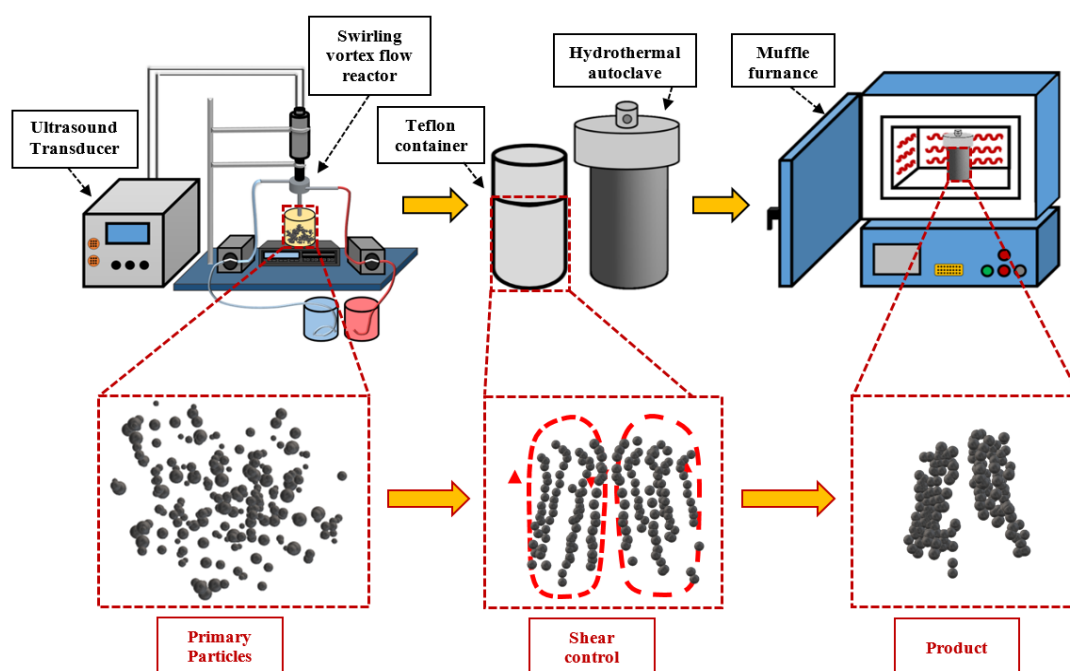 Swirling
vortex flow
reactor
Hydrothermal
autoclave
Muffle
furnance
Ultrasound
Transducer
Teflon
container
Primary
Particles
Shear
control
Product